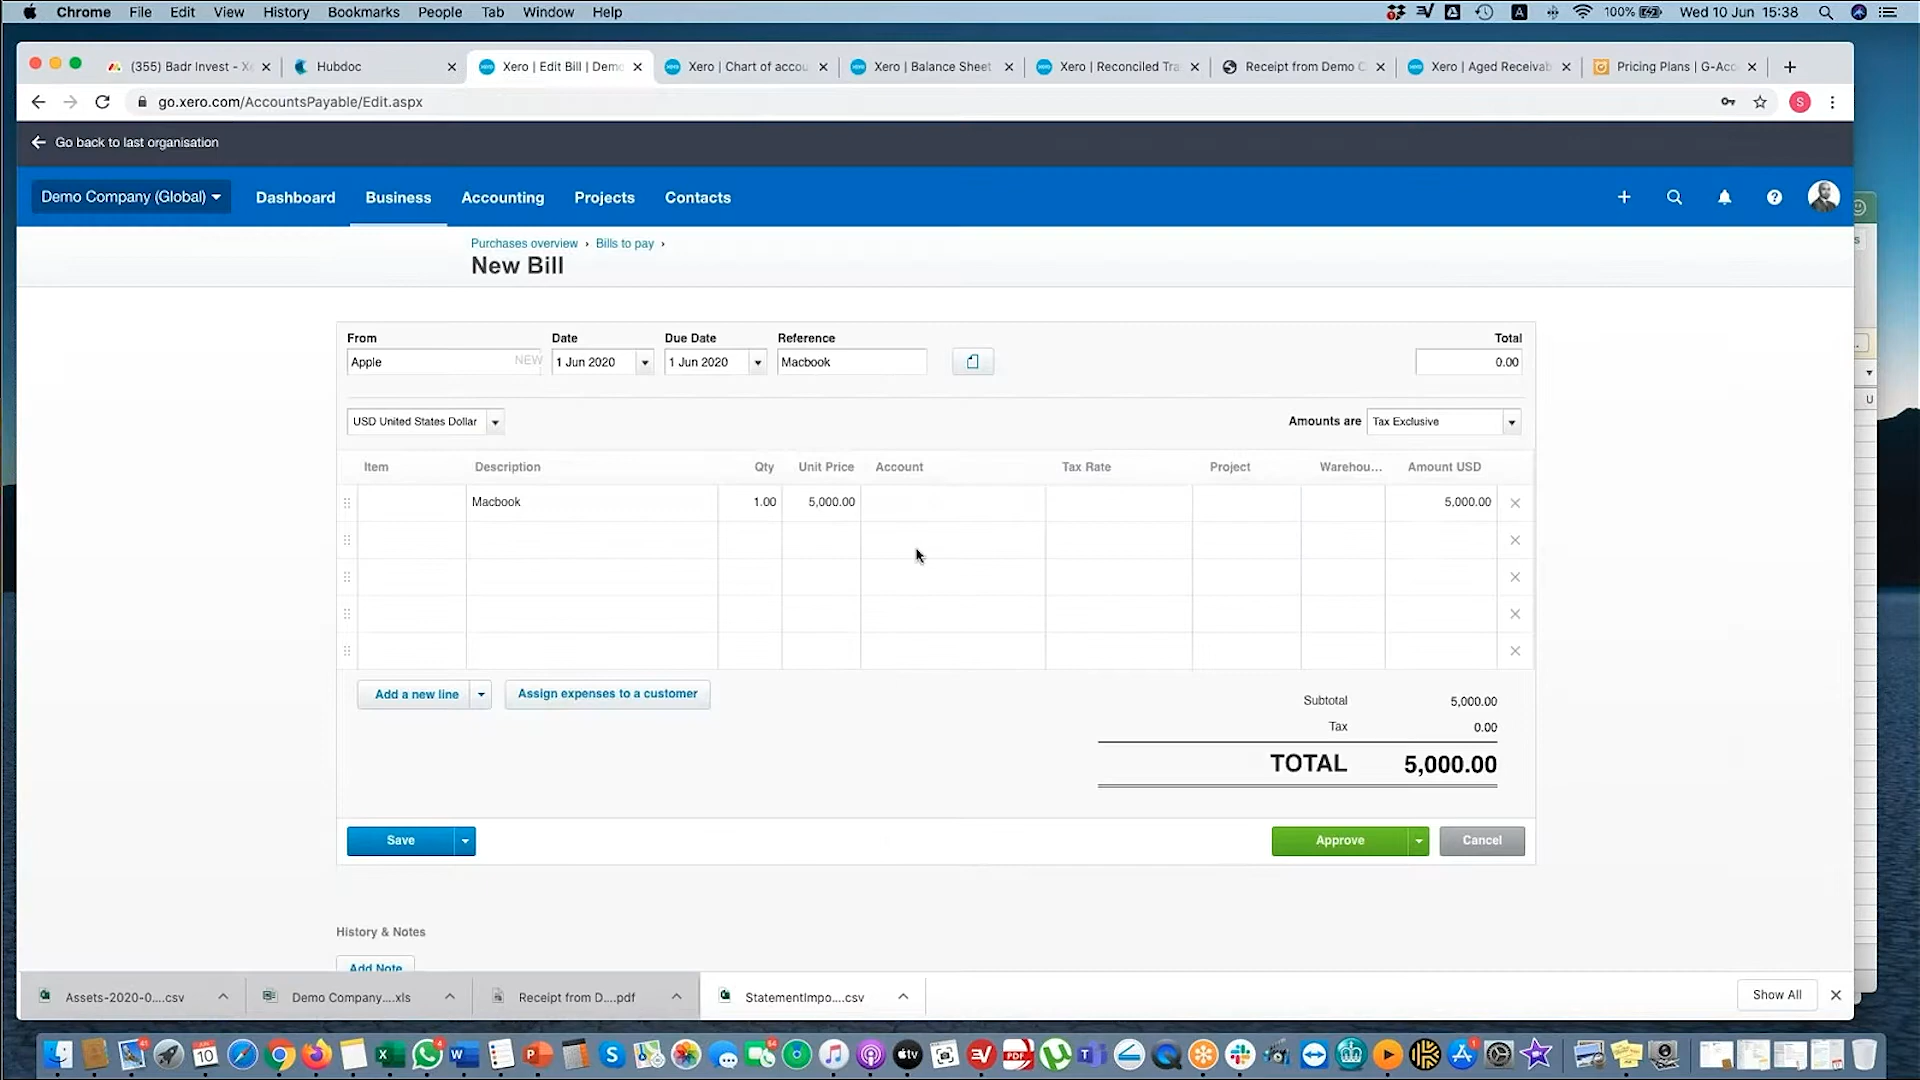 Chrome File Edit View History Bookmarks People Tab Window Help
100% Wed 10 Jun 15:38
(355) Badr Invest - Xe
Hubdoc
Xero | Edit Bill | Demo
Xero | Chart of accou
Xero | Balance Sheet
Xero | Reconciled Tra
Receipt from Demo C
Xero | Aged Receivab
Pricing Plans | G-Acc
go.xero.com/AccountsPayable/Edit.aspx
S
Go back to last organisation
Demo Company (Global) Dashboard Business Accounting Projects Contacts
Purchases overview › Bills to pay ›
New Bill
From Date Due Date Reference Total
Apple NEW 1 Jun 2020 1 Jun 2020 Macbook 0.00
USD United States Dollar Amounts are Tax Exclusive
Item Description Qty Unit Price Account Tax Rate Project Warehou... Amount USD
Macbook 1.00 5,000.00 5,000.00
Add a new line Assign expenses to a customer
Subtotal 5,000.00
Tax 0.00
TOTAL 5,000.00
Save Approve Cancel
History & Notes
Add Note
Assets-2020-0....csv
Demo Company....xls
Receipt from D....pdf
StatementImpo....csv
Show All